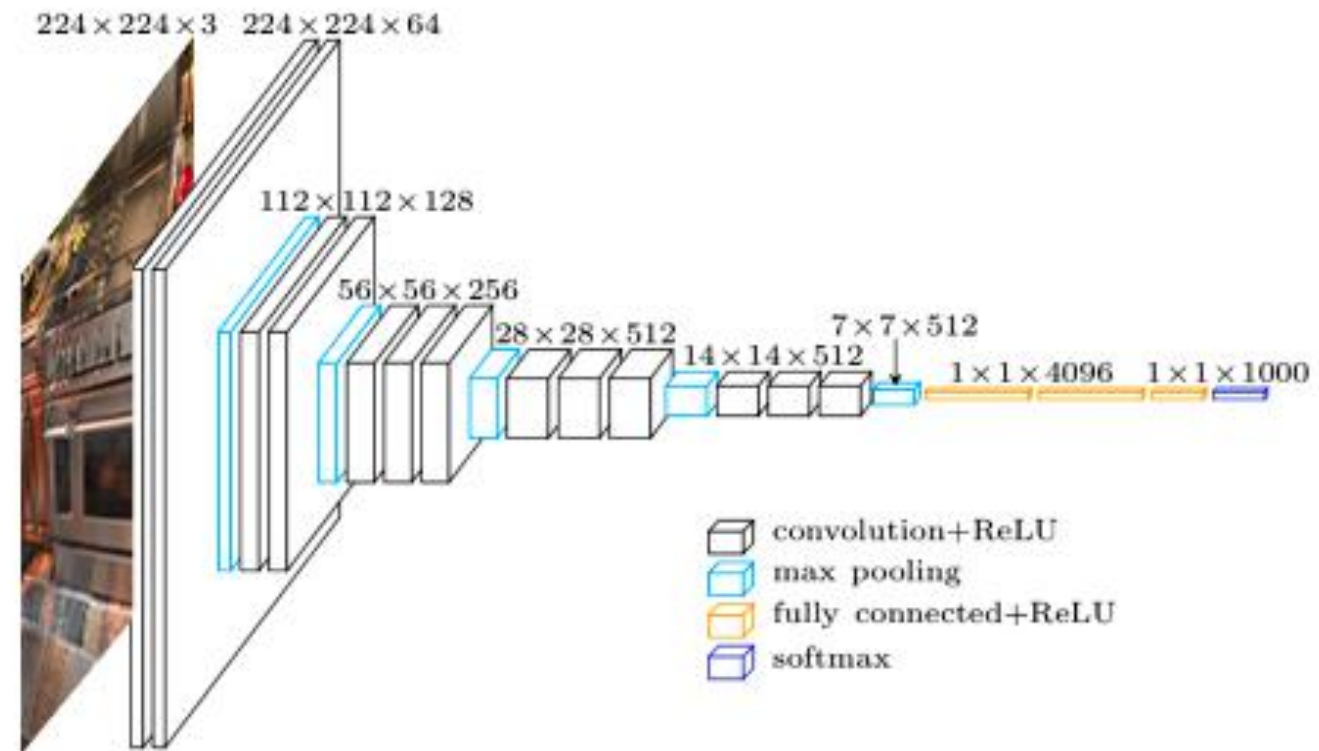 224 × 224 × 3
224 × 224 × 64
112 × 112 × 128
56 × 56 × 256
28 × 28 × 512
14 × 14 × 512
7 × 7 × 512
1 × 1 × 4096
1 × 1 × 1000
convolution+ReLU
max pooling
fully connected+ReLU
softmax